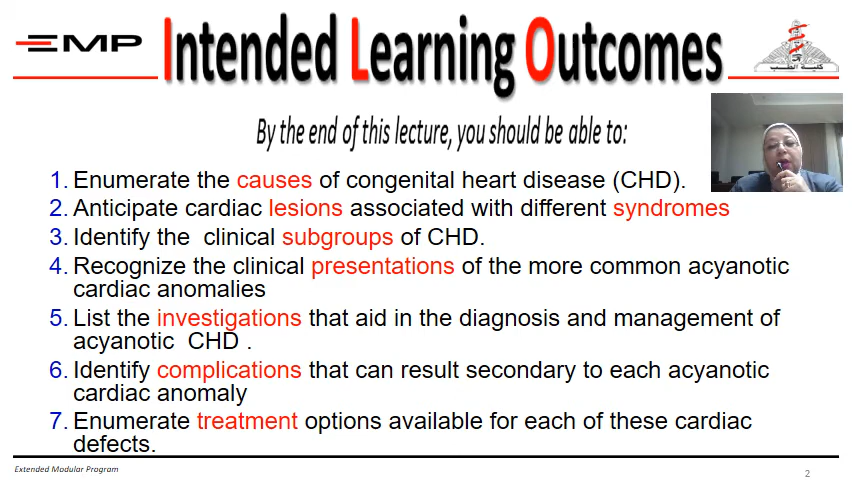 EMP
Intended Learning Outcomes
كلية الطب
By the end of this lecture, you should be able to:
1. Enumerate the causes of congenital heart disease (CHD).
2. Anticipate cardiac lesions associated with different syndromes
3. Identify the clinical subgroups of CHD.
4. Recognize the clinical presentations of the more common acyanotic
cardiac anomalies
5. List the investigations that aid in the diagnosis and management of
acyanotic CHD .
6. Identify complications that can result secondary to each acyanotic
cardiac anomaly
7. Enumerate treatment options available for each of these cardiac
defects.
Extended Modular Program
2